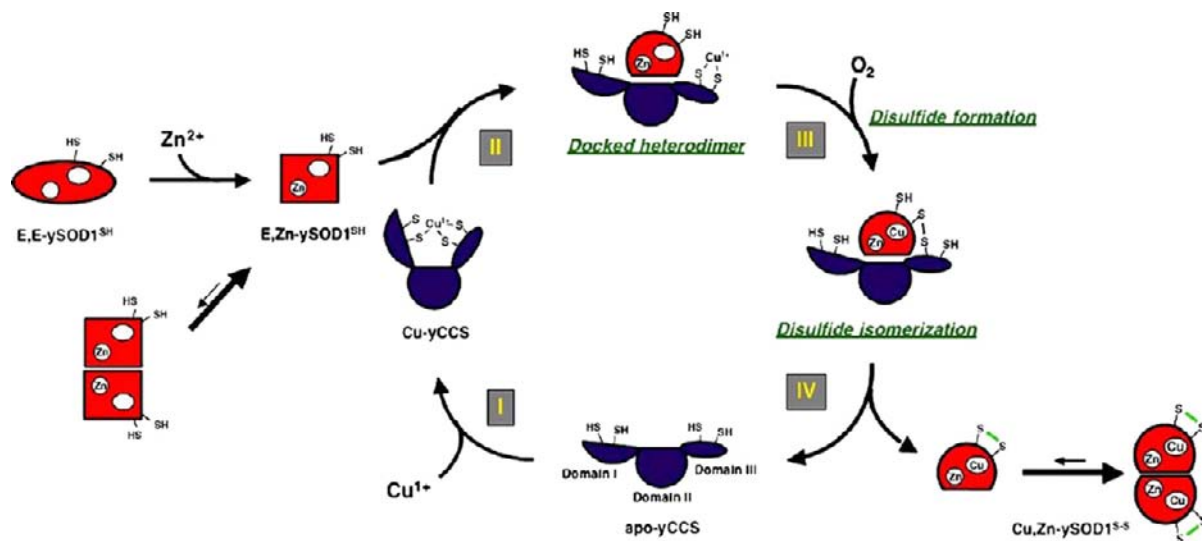 SH
SH
Zn
HS
SH
Cu¹⁺
S
S
O₂
Docked heterodimer
II
III
Disulfide formation
HS
SH
E,E-ySOD1ˢᴴ
Zn²⁺
HS
SH
Zn
E,Zn-ySOD1ˢᴴ
S
S
Cu¹⁺
S
S
Cu-yCCS
SH
S
S
SH
HS
SH
Zn
Cu
Disulfide isomerization
HS
SH
Zn
Zn
HS
SH
I
Cu¹⁺
HS
SH
HS
SH
Domain I
Domain II
Domain III
apo-yCCS
IV
S
S
Zn
Cu
S
S
Cu
Zn
Zn
Cu
S
S
Cu,Zn-ySOD1ˢ⁻ˢ